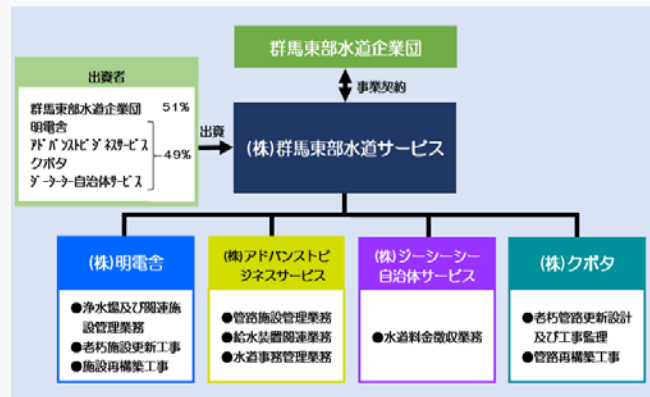 群馬東部水道企業団
事業契約
出資者
群馬東部水道企業団 51%
明電舎
アドバンストビジネスサービス
クボタ
ジーシーシー自治体サービス
49%
出資
(株)群馬東部水道サービス
(株)明電舎
●浄水場及び関連施
設管理業務
●老朽施設更新工事
●施設再構築工事
(株)アドバンストビ
ジネスサービス
●管路施設管理業務
●給水装置関連業務
●水道事務管理業務
(株)ジーシーシー
自治体サービス
●水道料金徴収業務
(株)クボタ
●老朽管路更新設計
及び工事監理
●管路再構築工事